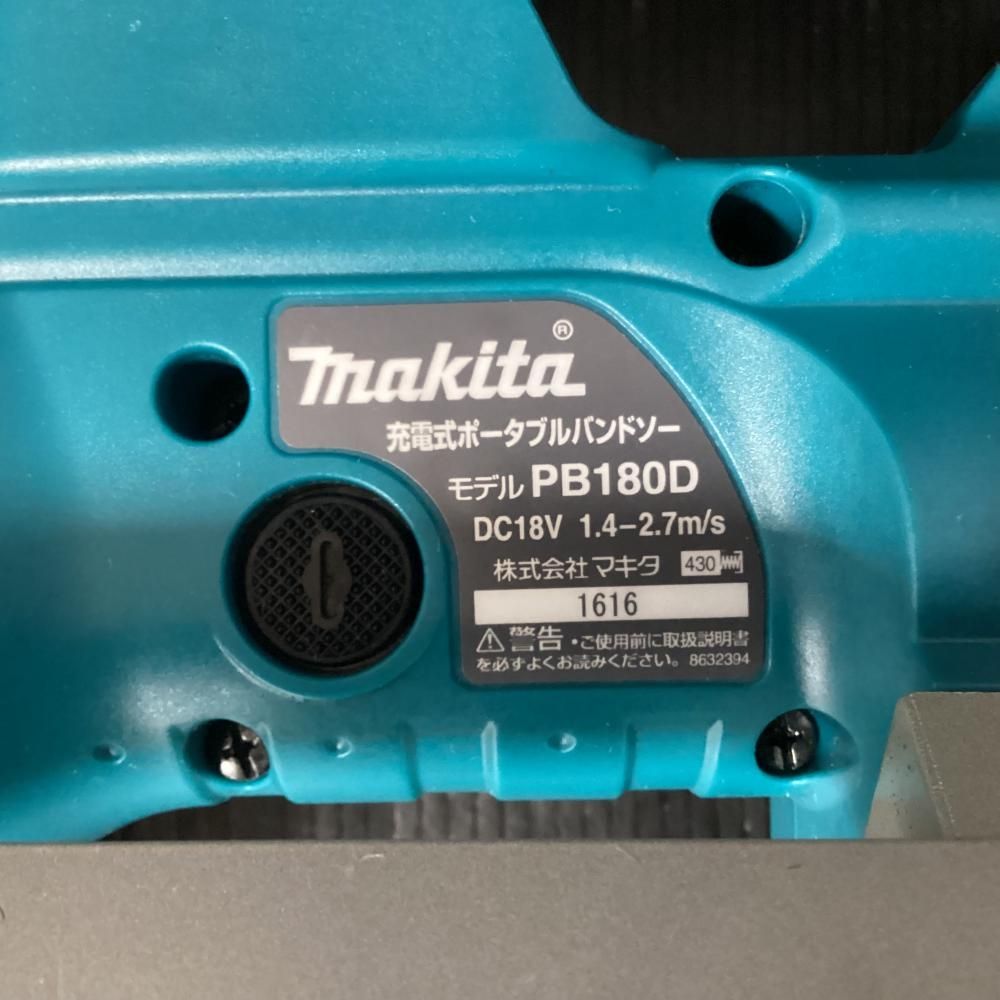 makita®
充電式ポータブルバンドソー
モデル PB180D
DC18V 1.4-2.7m/s
株式会社 マキタ 430
1616
⚠警告・ご使用前に取扱説明書
を必ずよくお読みください。 8632394